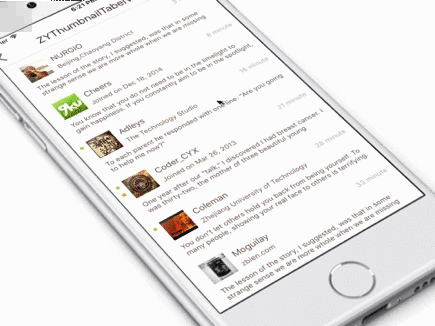 6:21 PM
ZYThumbnailTableV
NURGIO
Beijing,Chaoyang District
8 minute
The lesson of the story, I suggested, was that in some
strange sense we are more whole when we are missing
Cheers
Joined on Dec 18, 2014
16 minute
You know that you do not need to be in the limelight to
gain happiness. If you constantly aim to be in the spotlight,
Adleys
The Technology Studio
21 minute
To each parent he responded with one line: "Are you going
to help me now?"
Coder_CYX
Joined on Mar 26, 2013
One year after our "talk," I discovered I had breast cancer. I
was thirty-two, the mother of three beautiful young
28 minute
Coleman
Zhejiang University of Technology
You don't let others hold you back from being yourself. To
many people, showing your real face to others is terrifying.
33 minute
Moguilay
zbien.com
The lesson of the story, I suggested, was that in some
strange sense we are more whole when we are missing